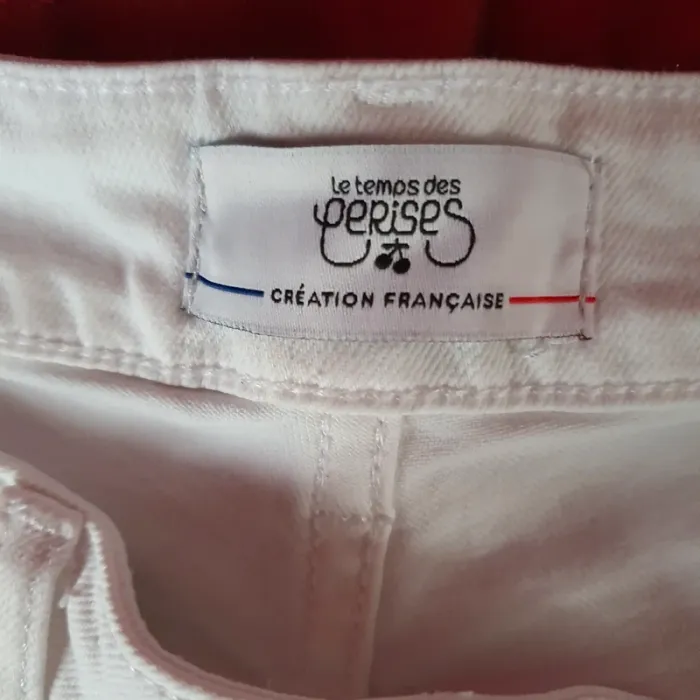 Le temps des
CeRiSeS
CRÉATION FRANÇAISE